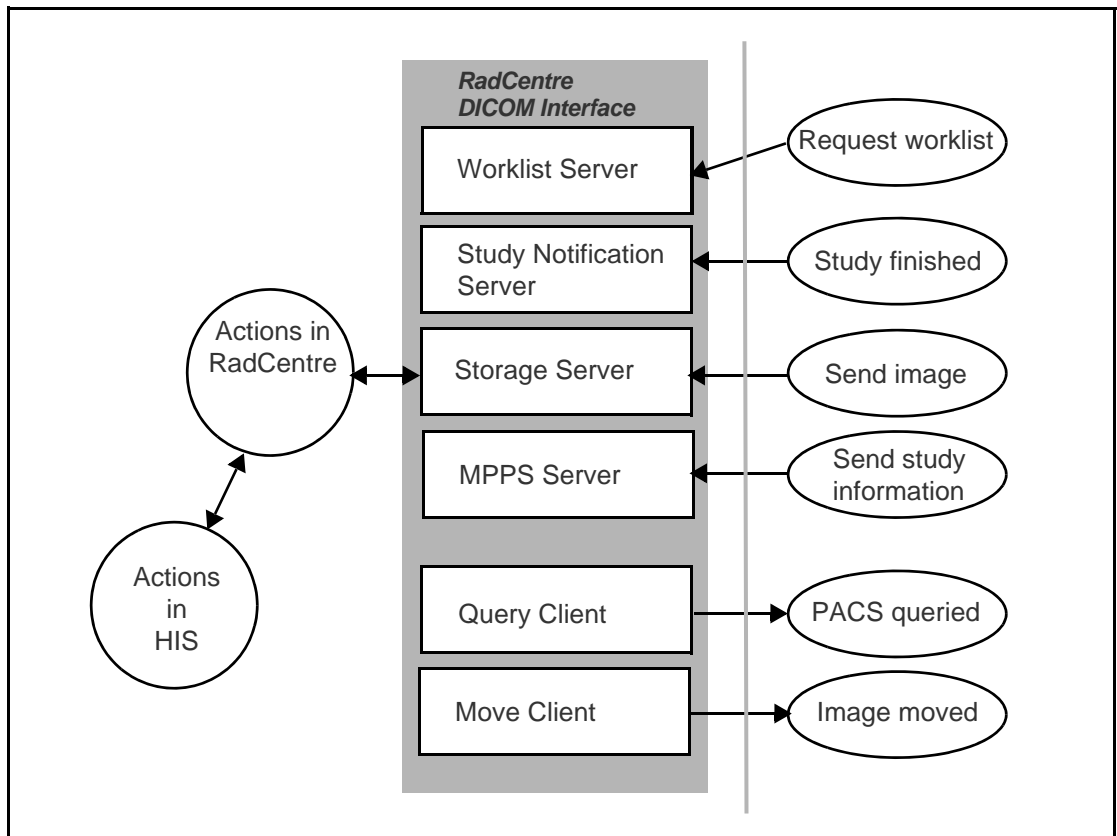 RadCentre
DICOM Interface
Worklist Server
Request worklist
Study Notification
Server
Study finished
Actions in
RadCentre
Storage Server
Send image
MPPS Server
Send study
information
Actions
in
HIS
Query Client
PACS queried
Move Client
Image moved